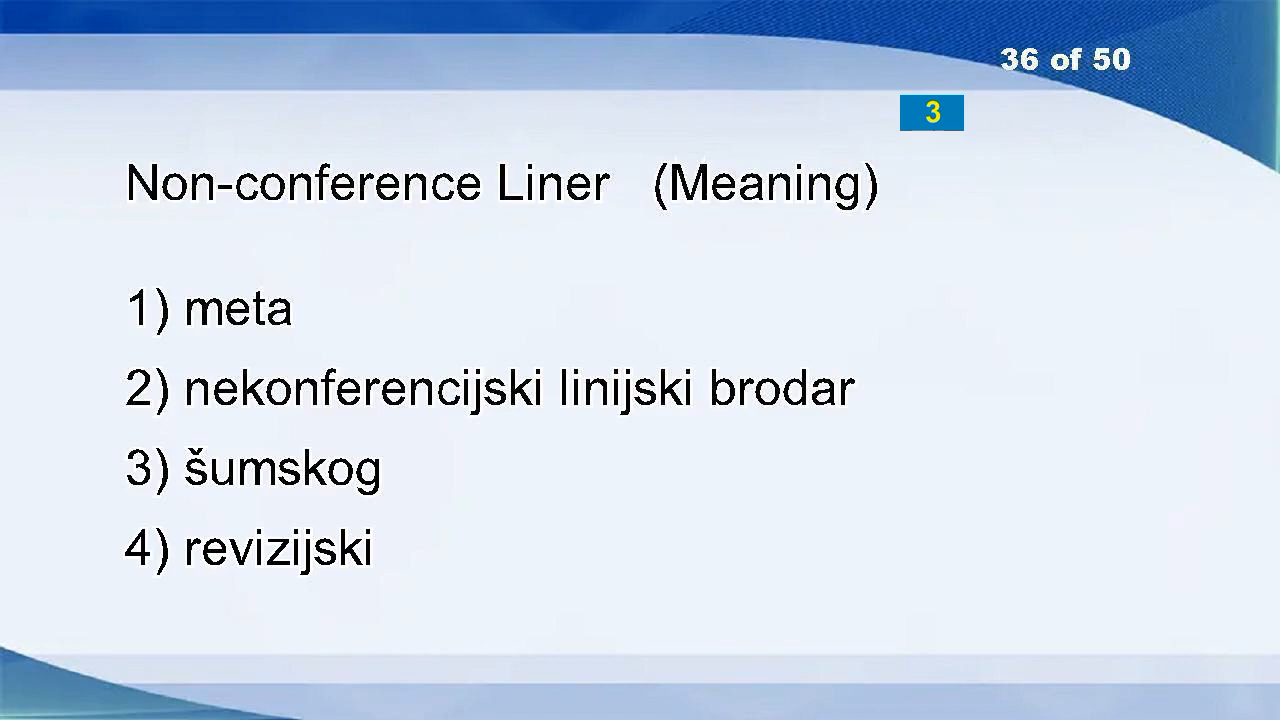 36 of 50
3
Non-conference Liner (Meaning)
1) meta
2) nekonferencijski linijski brodar
3) šumskog
4) revizijski